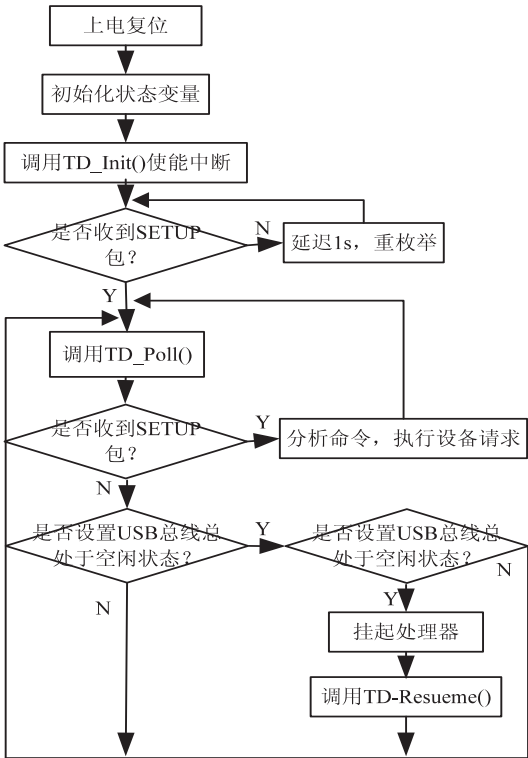 上电复位
初始化状态变量
调用TD_Init()使能中断
是否收到SETUP
包？
N
延迟1s，重枚举
Y
调用TD_Poll()
是否收到SETUP
包？
Y
分析命令，执行设备请求
N
是否设置USB总线总
处于空闲状态？
Y
是否设置USB总线总
处于空闲状态？
N
N
Y
挂起处理器
调用TD-Resueme()